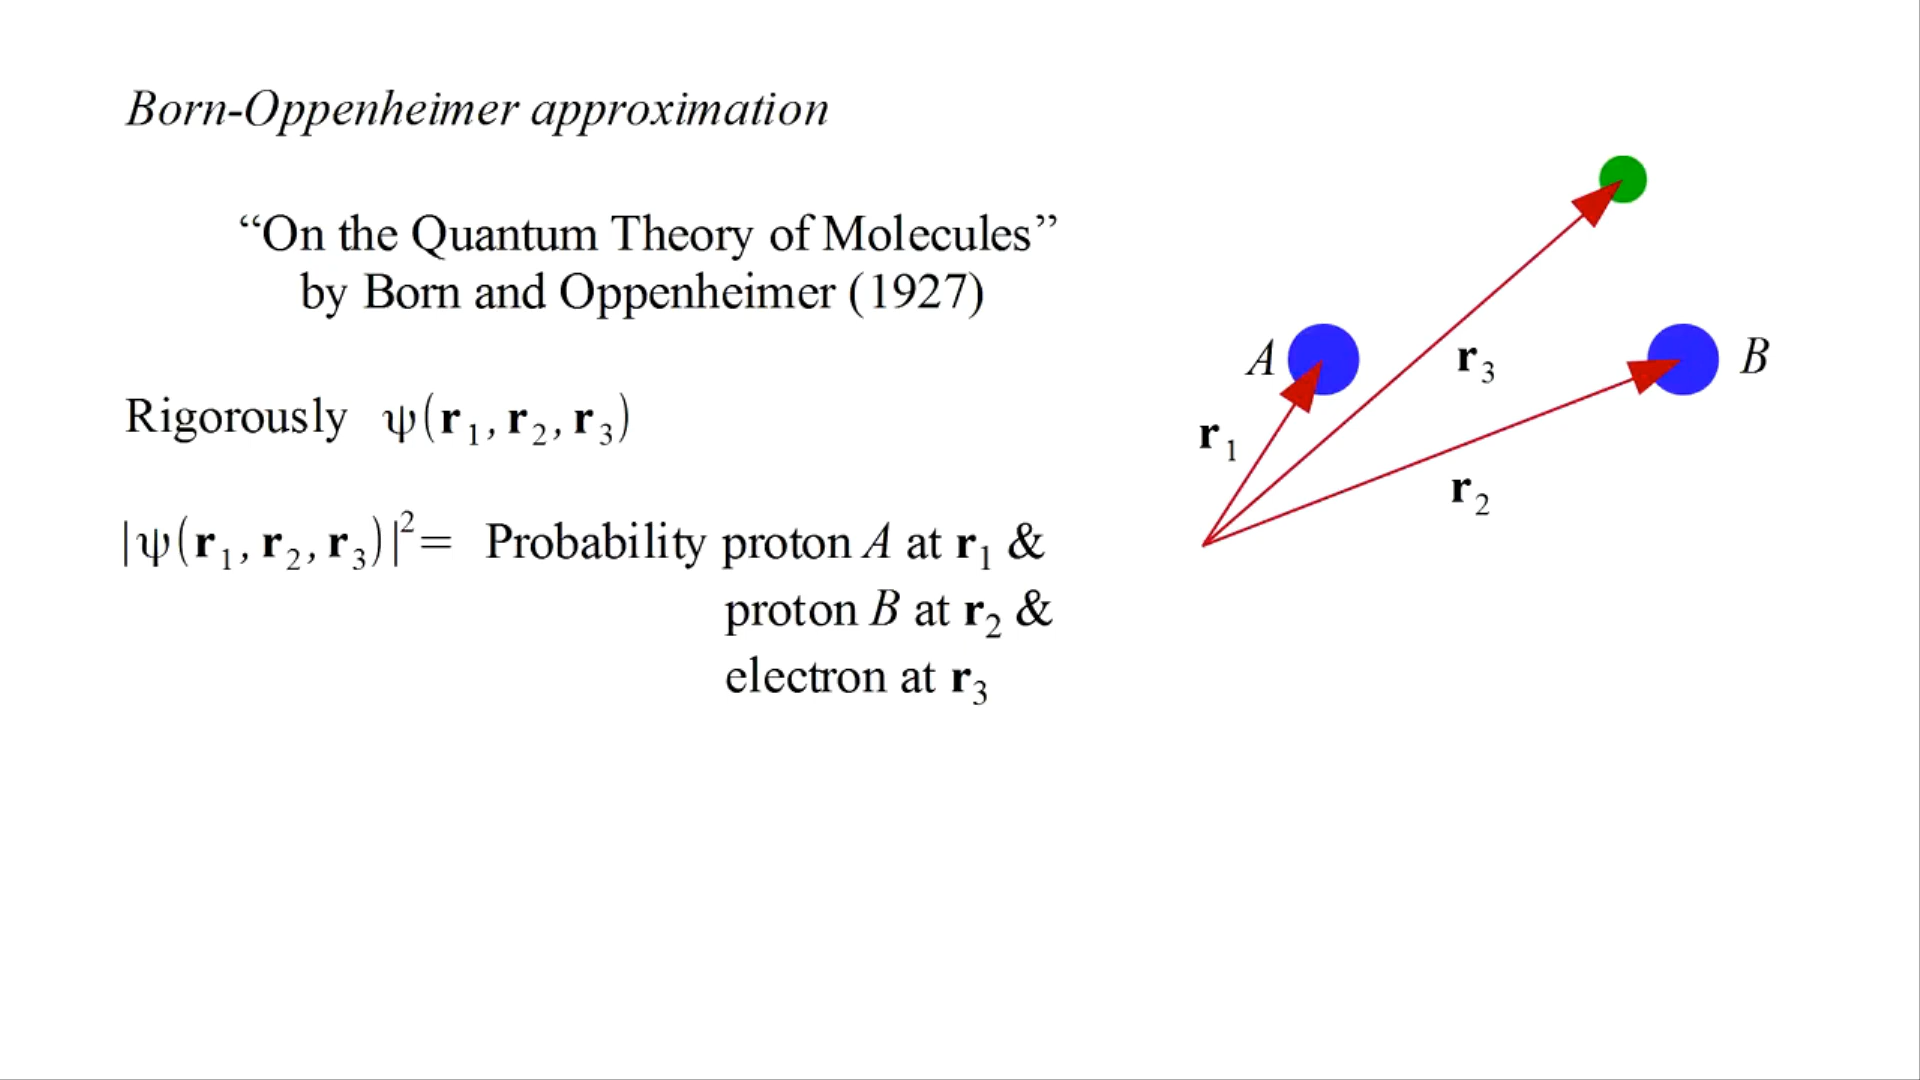 Born-Oppenheimer approximation
“On the Quantum Theory of Molecules”
by Born and Oppenheimer (1927)
Rigorously ψ(r₁, r₂, r₃)
|ψ(r₁, r₂, r₃)|²= Probability proton A at r₁ &
proton B at r₂ &
electron at r₃
A
r₃
B
r₁
r₂